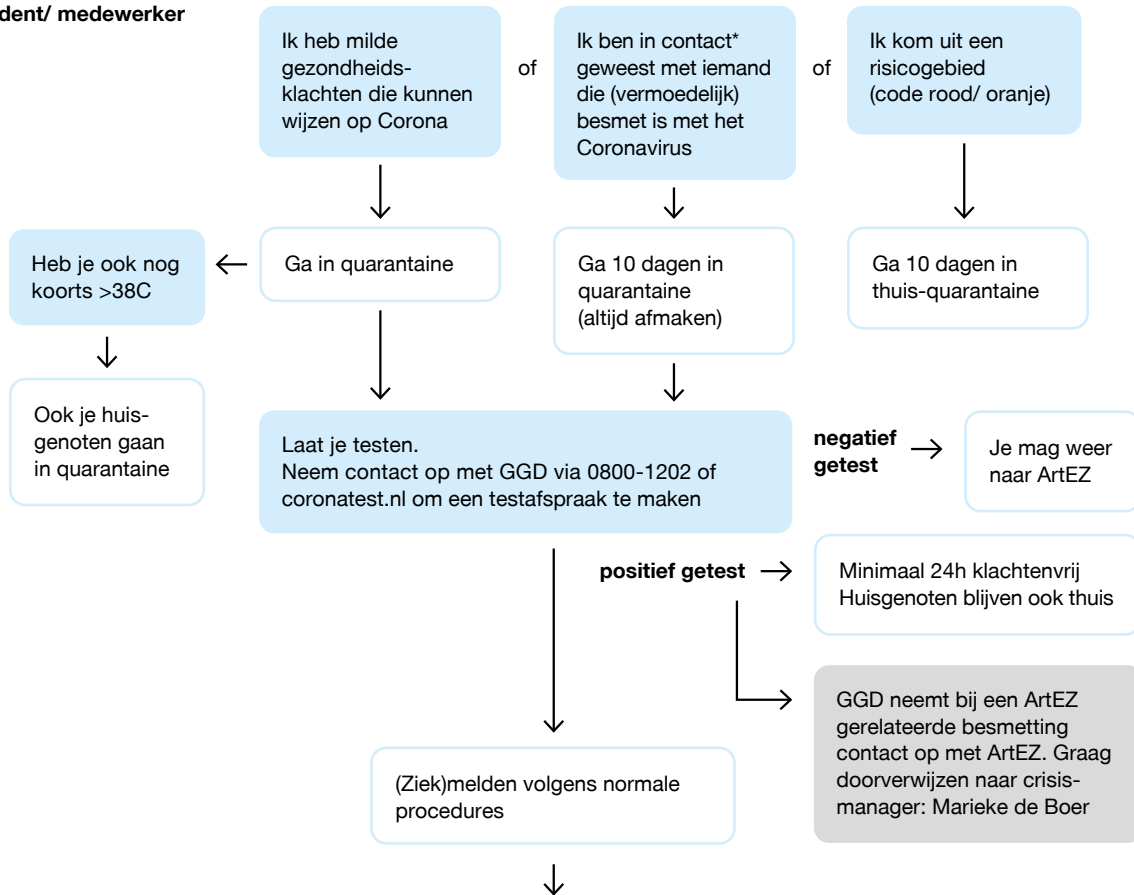 dent/ medewerker
Ik heb milde
gezondheids-
klachten die kunnen
wijzen op Corona
of
Ik ben in contact*
geweest met iemand
die (vermoedelijk)
besmet is met het
Coronavirus
of
Ik kom uit een
risicogebied
(code rood/ oranje)
Heb je ook nog
koorts >38C
Ga in quarantaine
Ga 10 dagen in
quarantaine
(altijd afmaken)
Ga 10 dagen in
thuis-quarantaine
Ook je huis-
genoten gaan
in quarantaine
Laat je testen.
Neem contact op met GGD via 0800-1202 of
coronatest.nl om een testafspraak te maken
negatief
getest
Je mag weer
naar ArtEZ
positief getest
Minimaal 24h klachtenvrij
Huisgenoten blijven ook thuis
GGD neemt bij een ArtEZ
gerelateerde besmetting
contact op met ArtEZ. Graag
doorverwijzen naar crisis-
manager: Marieke de Boer
(Ziek)melden volgens normale
procedures